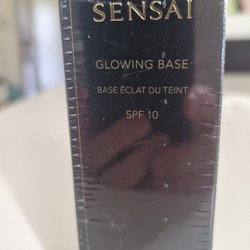 SENSAI
GLOWING BASE
BASE ÉCLAT DU TEINT
SPF 10